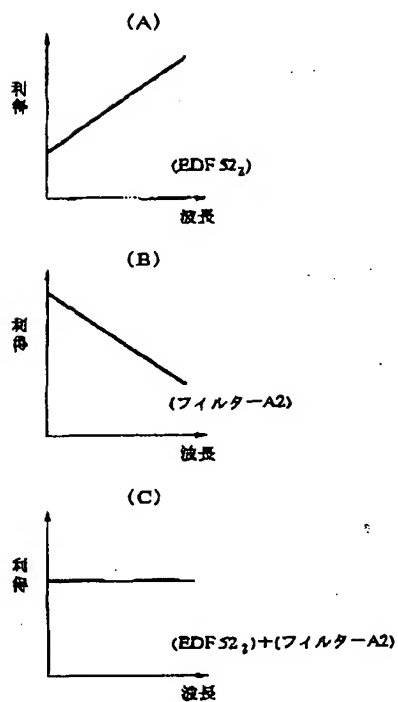 (A)
利得
(EDF 52₂)
波長
(B)
利得
(フィルターA2)
波長
(C)
利得
(EDF 52₂)+(フィルターA2)
波長